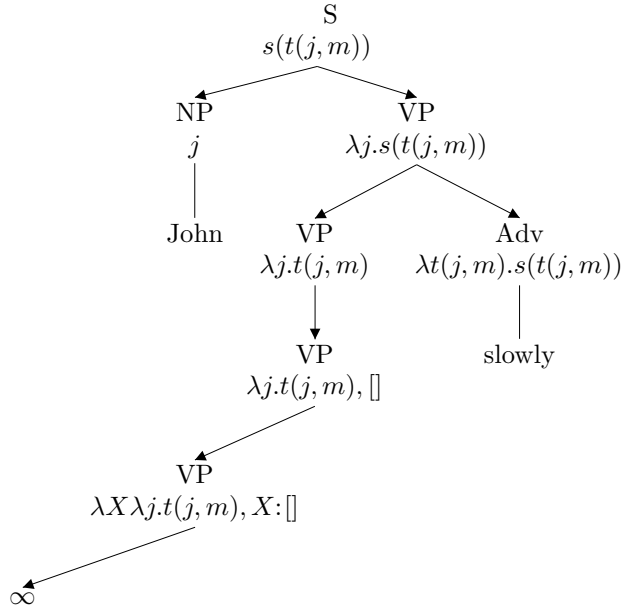 S
s(t(j, m))
NP VP
j λj.s(t(j, m))
John VP Adv
λj.t(j, m) λt(j, m).s(t(j, m))
VP slowly
λj.t(j, m), []
VP
λXλj.t(j, m), X:[]
∞